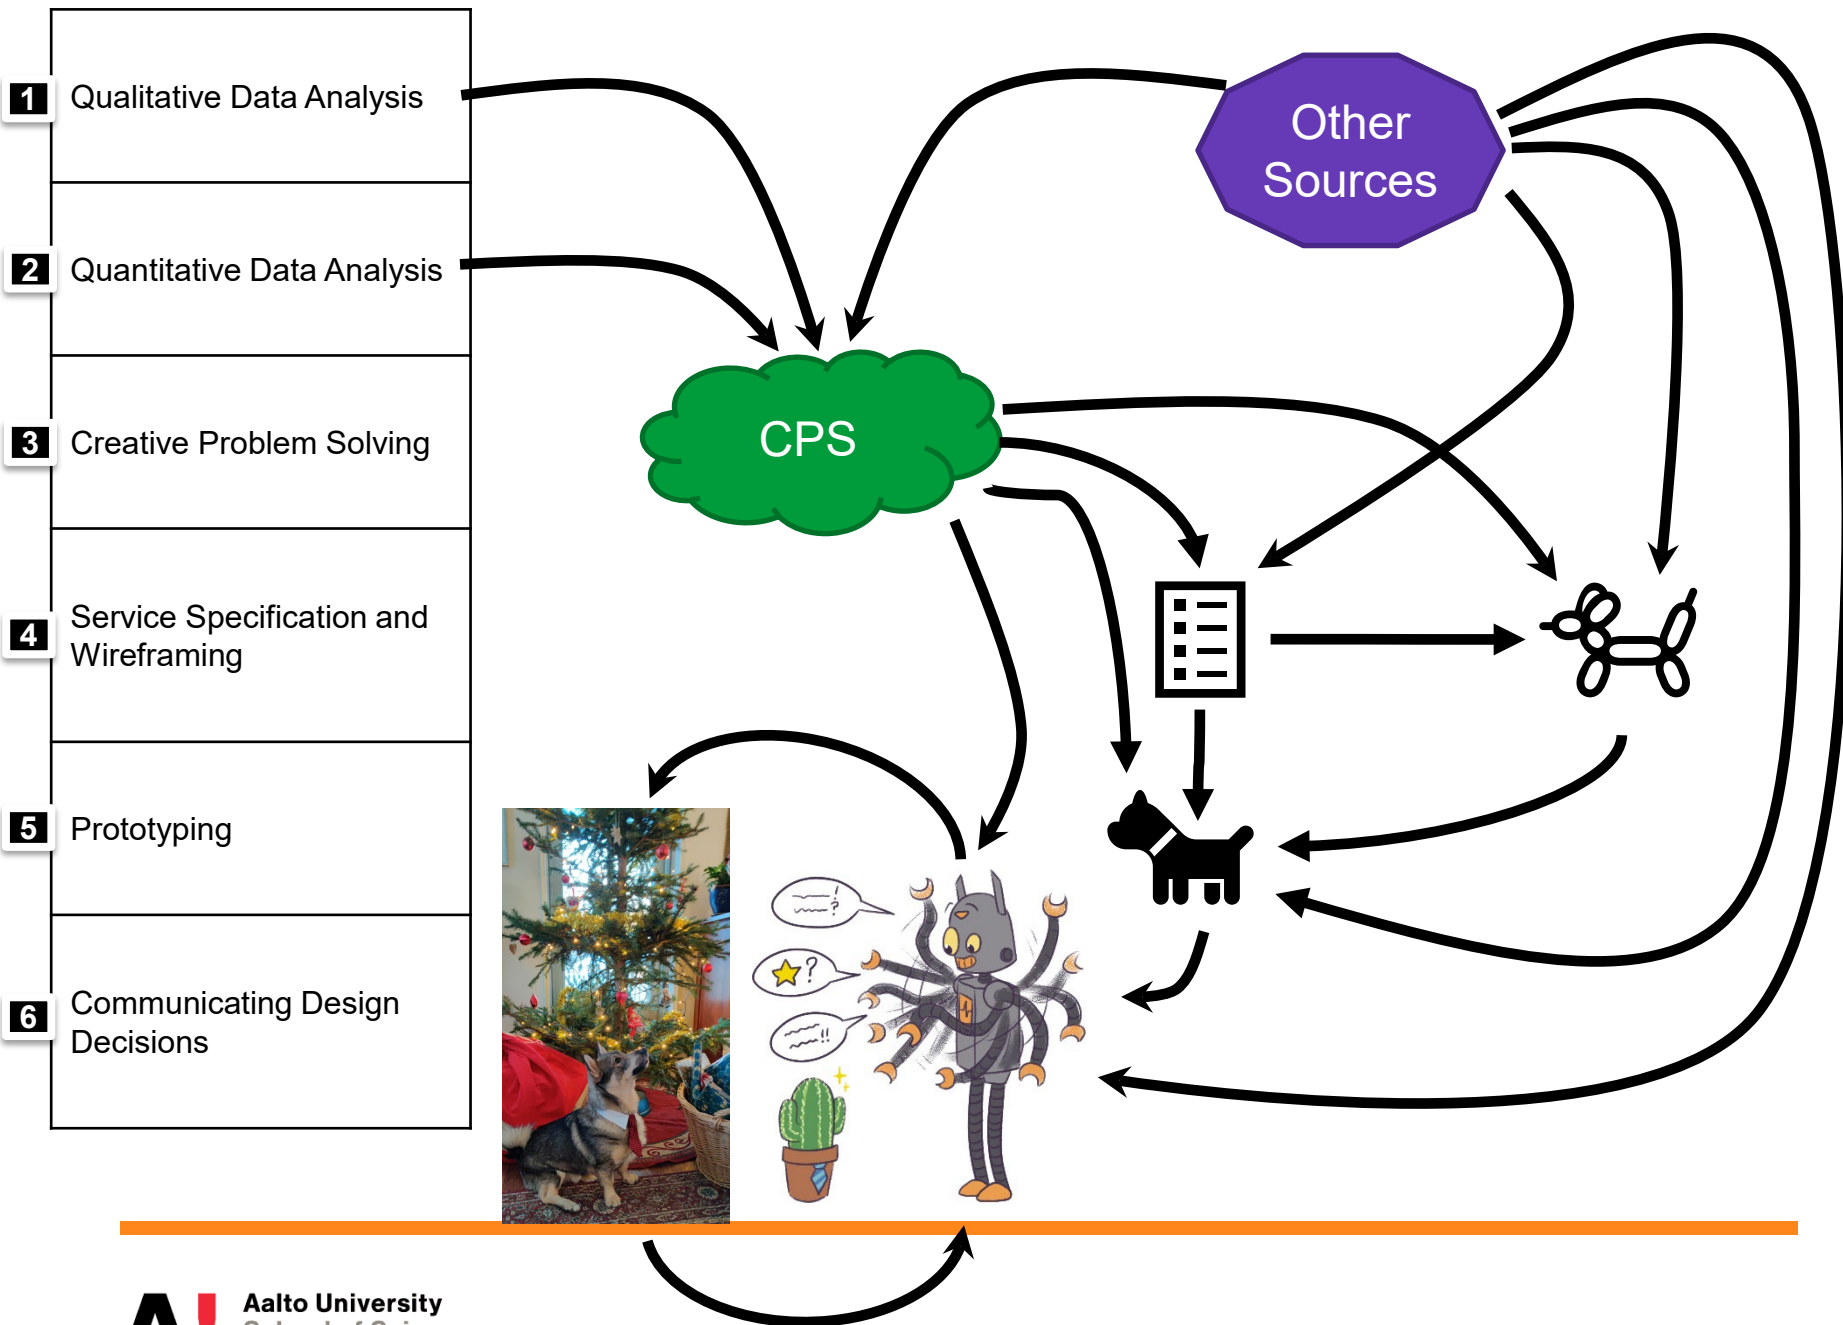 1 Qualitative Data Analysis
2 Quantitative Data Analysis
3 Creative Problem Solving
4 Service Specification and
Wireframing
5 Prototyping
6 Communicating Design
Decisions
Other
Sources
CPS
?
A!
Aalto University